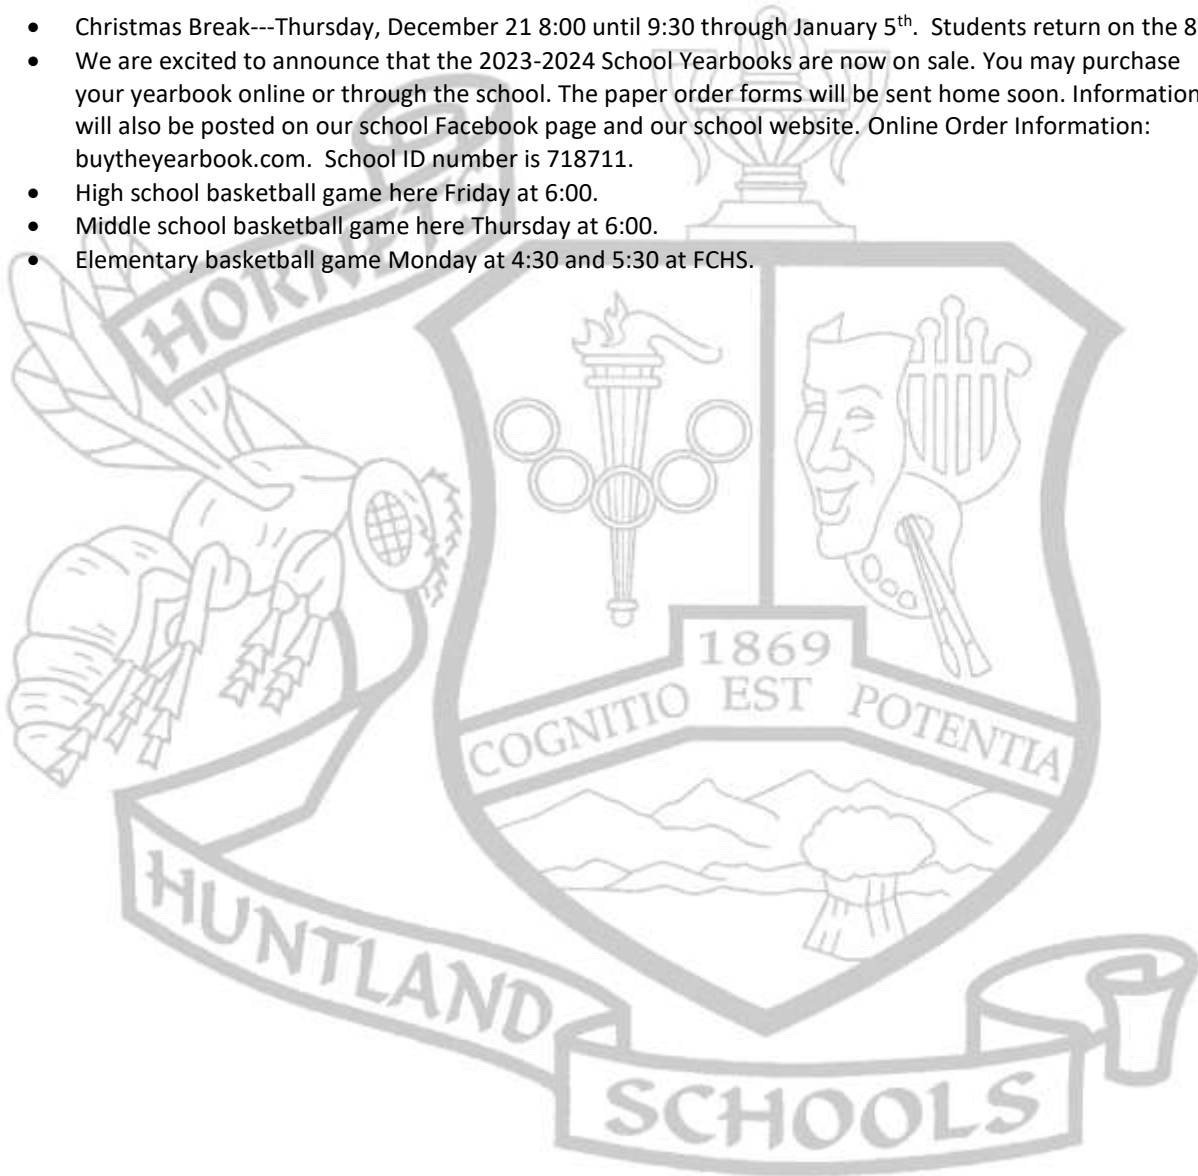 • Christmas Break---Thursday, December 21 8:00 until 9:30 through January 5th. Students return on the 8
• We are excited to announce that the 2023-2024 School Yearbooks are now on sale. You may purchase
your yearbook online or through the school. The paper order forms will be sent home soon. Information
will also be posted on our school Facebook page and our school website. Online Order Information:
buytheyearbook.com. School ID number is 718711.
• High school basketball game here Friday at 6:00.
• Middle school basketball game here Thursday at 6:00.
• Elementary basketball game Monday at 4:30 and 5:30 at FCHS.
HORNETS
1869
COGNITIO EST POTENTIA
HUNTLAND
SCHOOLS